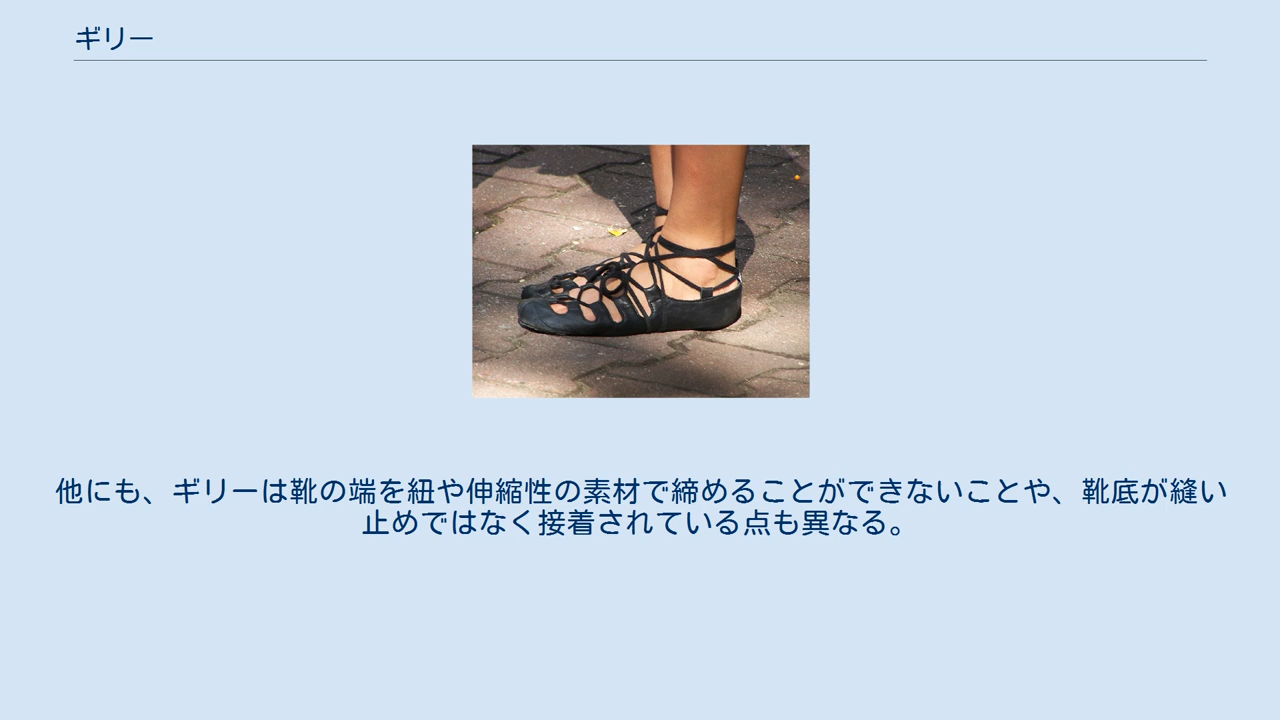 ギリー
他にも、ギリーは靴の端を紐や伸縮性の素材で締めることができないことや、靴底が縫い
止めではなく接着されている点も異なる。